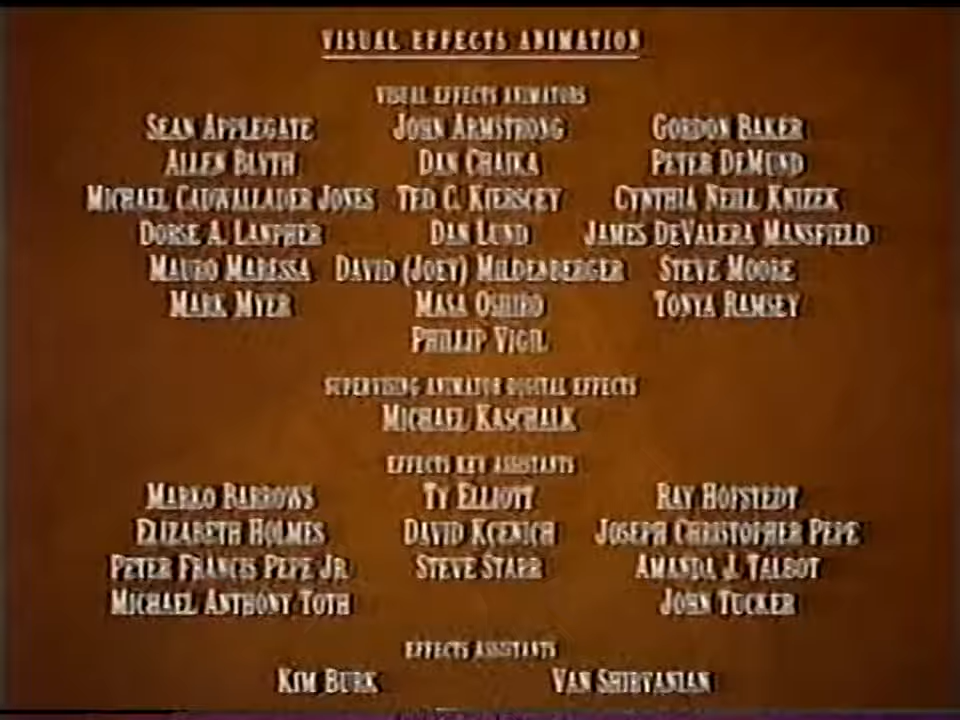 VISUAL EFFECTS ANIMATION
VISUAL EFFECTS ANIMATORS
SEAN APPLEGATE JOHN ARMSTRONG GORDON BAKER
ALLEN BLYTH DAN CHAIKA PETER DEMUND
MICHAEL CADWALLADER JONES TED C. KIERSCEY CYNTHIA NEILL KNIZEK
DORSE A. LANPHER DAN LUND JAMES DEVALERA MANSFIELD
MAURO MARESSA DAVID (JOEY) MILDENBERGER STEVE MOORE
MARK MYER MASA OSHIRO TONYA RAMSEY
PHILLIP VIGIL
SUPERVISING ANIMATOR DIGITAL EFFECTS
MICHAEL KASCHALK
EFFECTS KEY ASSISTANTS
MARKO BARROWS TY ELLIOTT RAY HOFSTEDT
ELIZABETH HOLMES DAVID KCENICH JOSEPH CHRISTOPHER PEPE
PETER FRANCIS PEPE JR. STEVE STARR AMANDA J. TALBOT
MICHAEL ANTHONY TOTH JOHN TUCKER
EFFECTS ASSISTANTS
KIM BURK VAN SHIRVANIAN